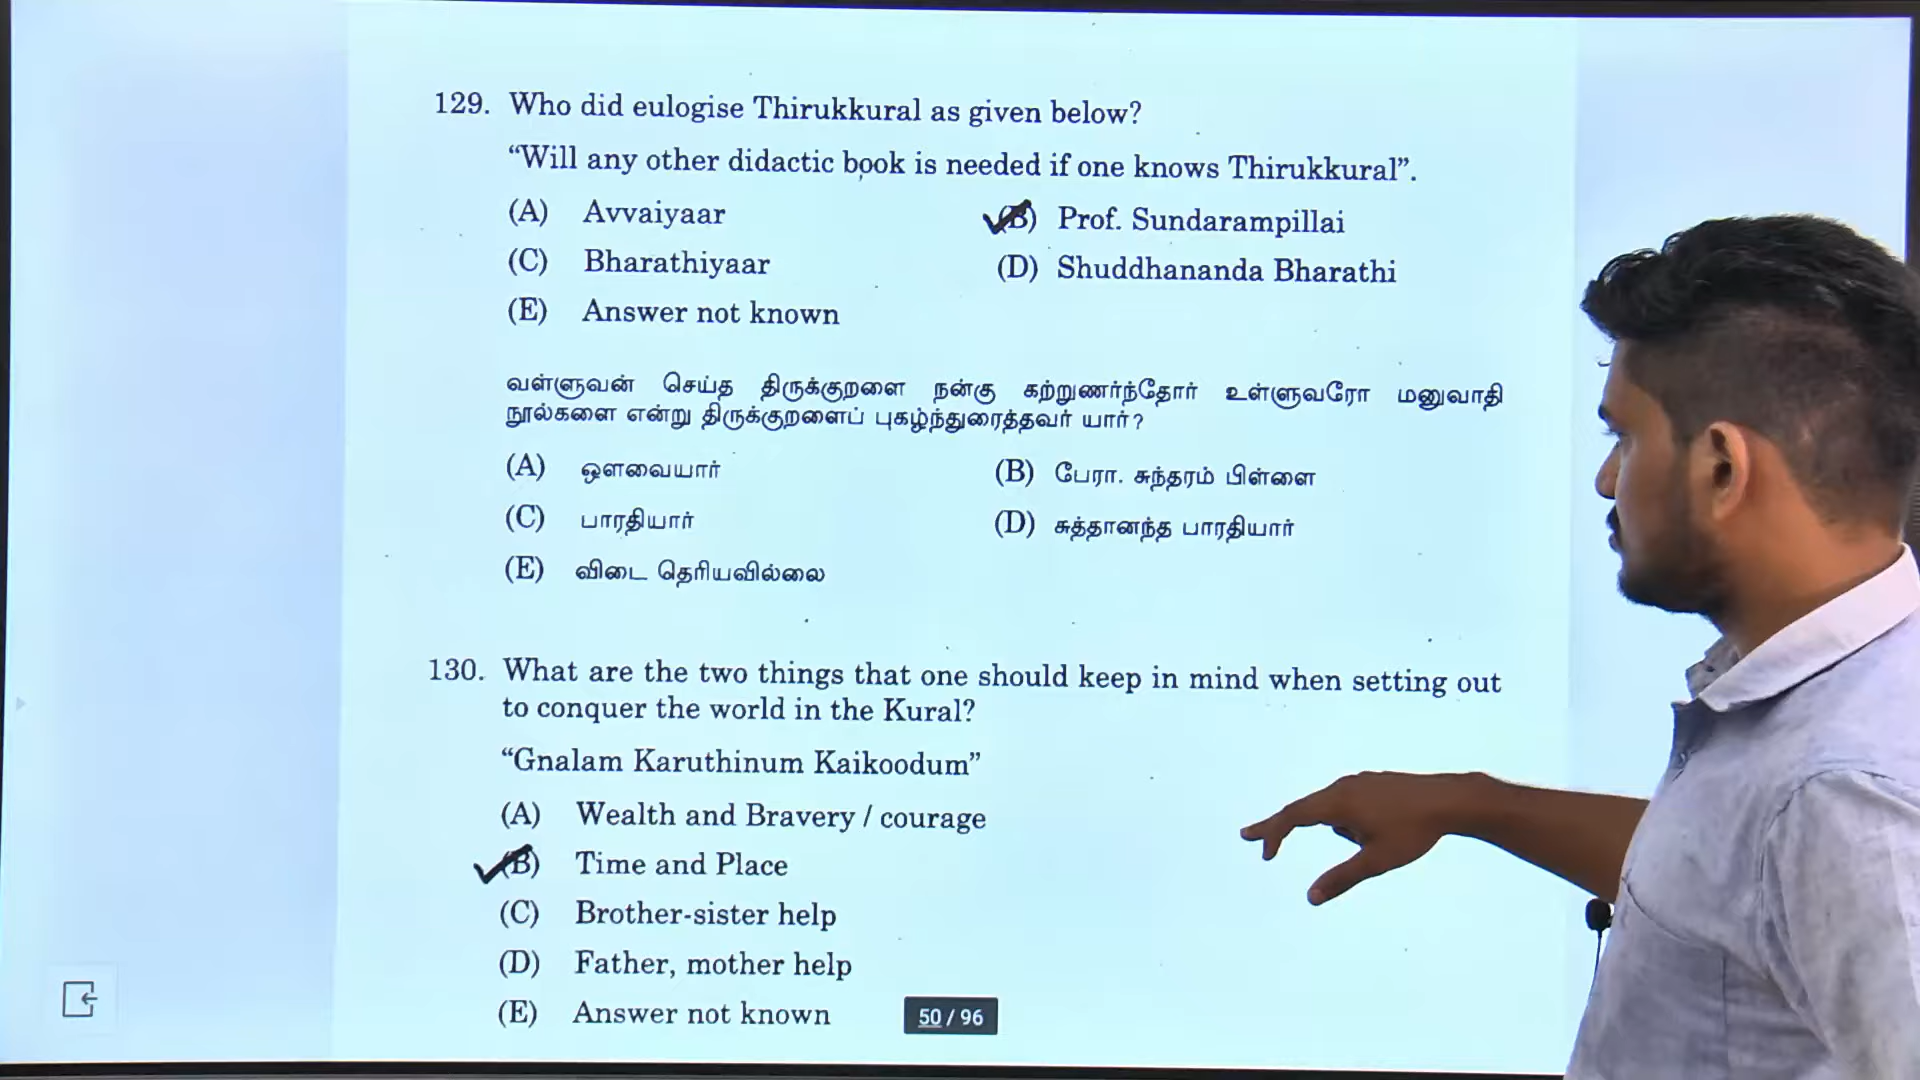 129. Who did eulogise Thirukkural as given below?
“Will any other didactic book is needed if one knows Thirukkural”.
(A) Avvaiyaar (B) Prof. Sundarampillai
(C) Bharathiyaar (D) Shuddhananda Bharathi
(E) Answer not known
வள்ளுவன் செய்த திருக்குறளை நன்கு கற்றுணர்ந்தோர் உள்ளுவரோ மனுவாதி
நூல்களை என்று திருக்குறளைப் புகழ்ந்துரைத்தவர் யார்?
(A) ஔவையார் (B) பேரா. சுந்தரம் பிள்ளை
(C) பாரதியார் (D) சுத்தானந்த பாரதியார்
(E) விடை தெரியவில்லை
130. What are the two things that one should keep in mind when setting out
to conquer the world in the Kural?
“Gnalam Karuthinum Kaikoodum”
(A) Wealth and Bravery / courage
(B) Time and Place
(C) Brother-sister help
(D) Father, mother help
(E) Answer not known
50 / 96